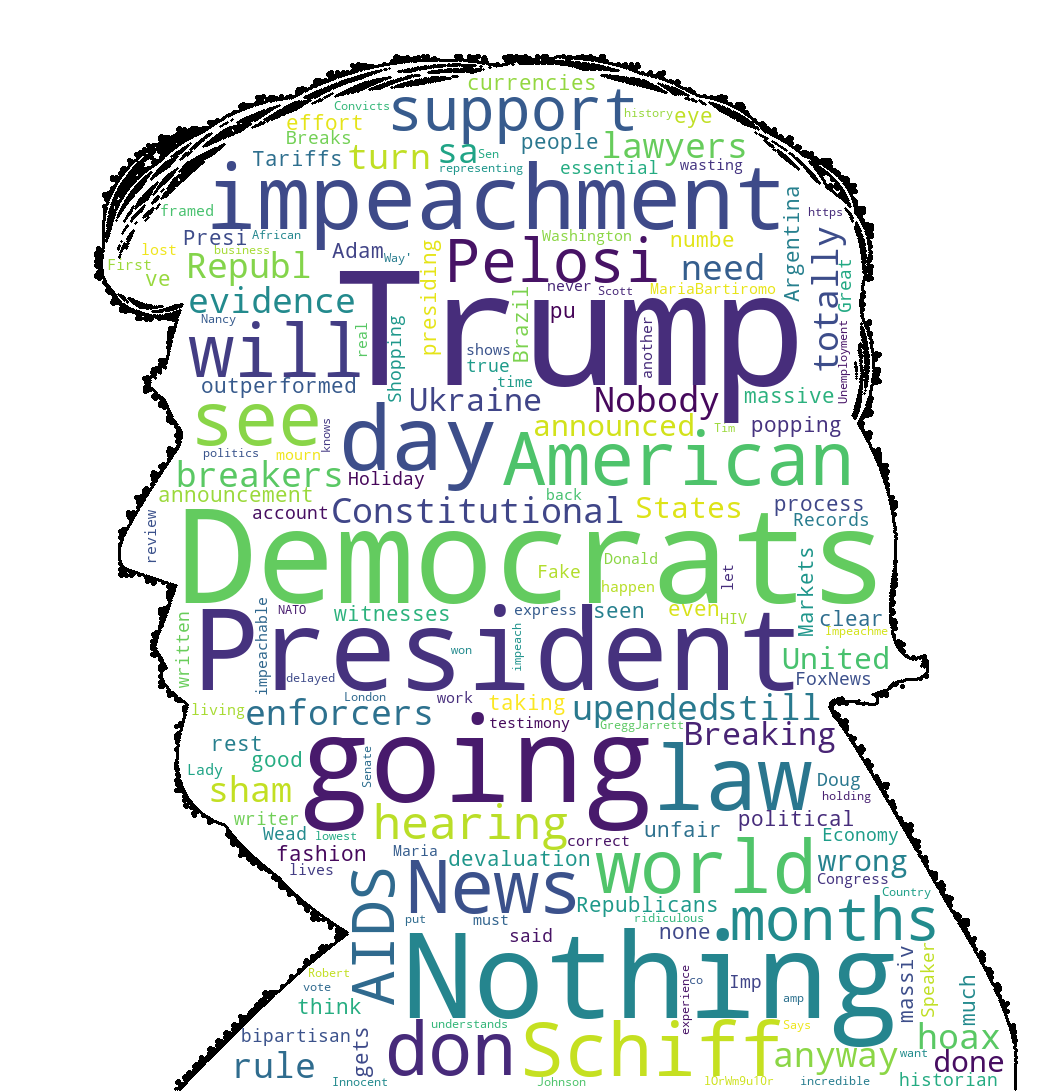 currencies
Convicts
support
history
eye
effort
Breaks
people
lawyers
Tariffs
turn
sa
Sen
representing
essential
wasting
impeachment
Argentina
https
framed
Presi
African
lost
business
First
ve
Republ
Adam
Way'
presiding
Pelosi
Washington
numbe
need
totally
Great
evidence
Nancy
will
real
Shopping
Trump
never
Scott
MariaBartiromo
pu
Brazil
another
shows
true
time
Unemployment
outperformed
Ukraine
Nobody
massive
see
knows
day
announced
Tim
popping
politics
mourn
American
breakers
Holiday
announcement
back
account
Constitutional
States
process
Records
review
Democrats
Fake
Donald
happen
let
Markets
written
impeachable
NATO
witnesses
express
seen
even
HIV
clear
Impeachme
President
won
impeach
delayed
United
FoxNews
London
work
living
enforcers
taking
testimony
upended
still
GreggJarrett
Breaking
rest
good
Lady
Senate
going
law
Doug
holding
sham
writer
hearing
political
Wead
lowest
correct
unfair
Economy
fashion
Maria
devaluation
world
wrong
lives
Congress
Country
AIDS
News
Republicans
months
put
must
ridiculous
said
none
Nothing
Robert
vote
think
experience
co
Imp
amp
massiv
Speaker
much
bipartisan
understands
Says
hoax
rule
gets
don
Schiff
anyway
want
done
Innocent
Johnson
lOrWm9uTOr
incredible
historian